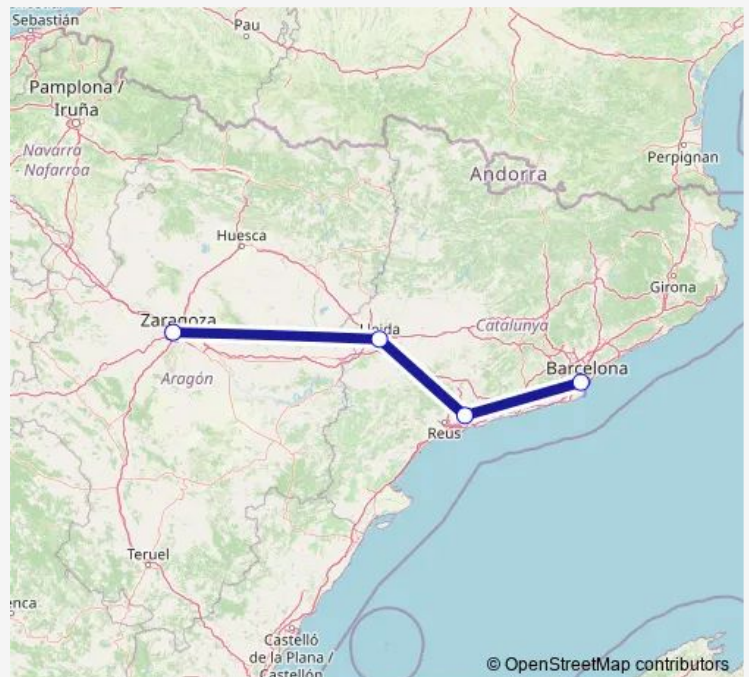 Sebastián
Pau
Pamplona /
Iruña
Navarra
- Nafarroa
Perpignan
Andorra
Huesca
Girona
Zaragoza
Lleida
Catalunya
Barcelona
Aragón
Reus
Teruel
Castelló
de la Plana /
Castellón
© OpenStreetMap contributors